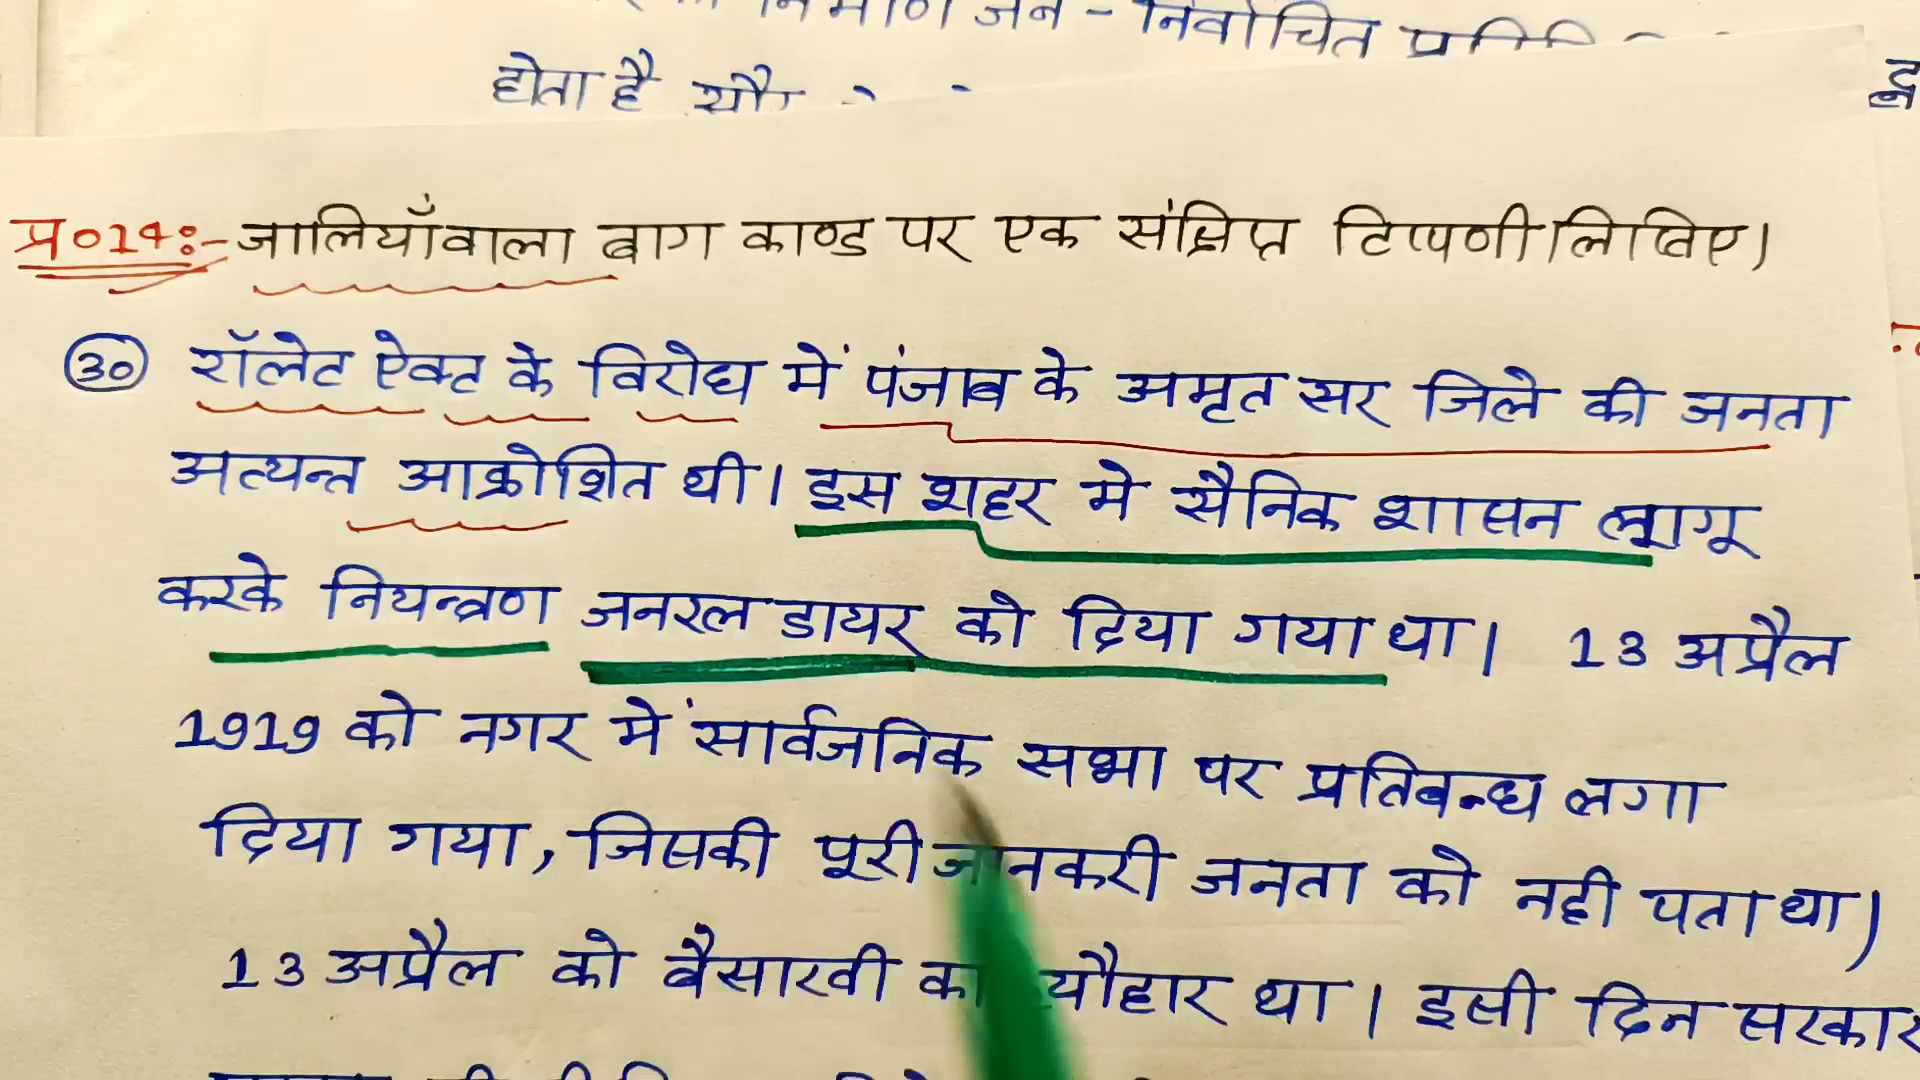 निर्माण जन - निर्वाचित
होता है
प्र०14:- जालियाँवाला बाग काण्ड पर एक संक्षिप्त टिप्पणी लिखिए।
उ० रॉलेट ऐक्ट के विरोध में पंजाब के अमृतसर जिले की जनता
अत्यन्त आक्रोशित थी। इस शहर मे सैनिक शासन लागू
करके नियन्त्रण जनरल डायर को दिया गया था। 13 अप्रैल
1919 को नगर में सार्वजनिक सभा पर प्रतिबन्ध लगा
दिया गया, जिसकी पूरी जानकरी जनता को नही पता था।
13 अप्रैल को बैसाखी का यौहार था। इसी दिन सरकार